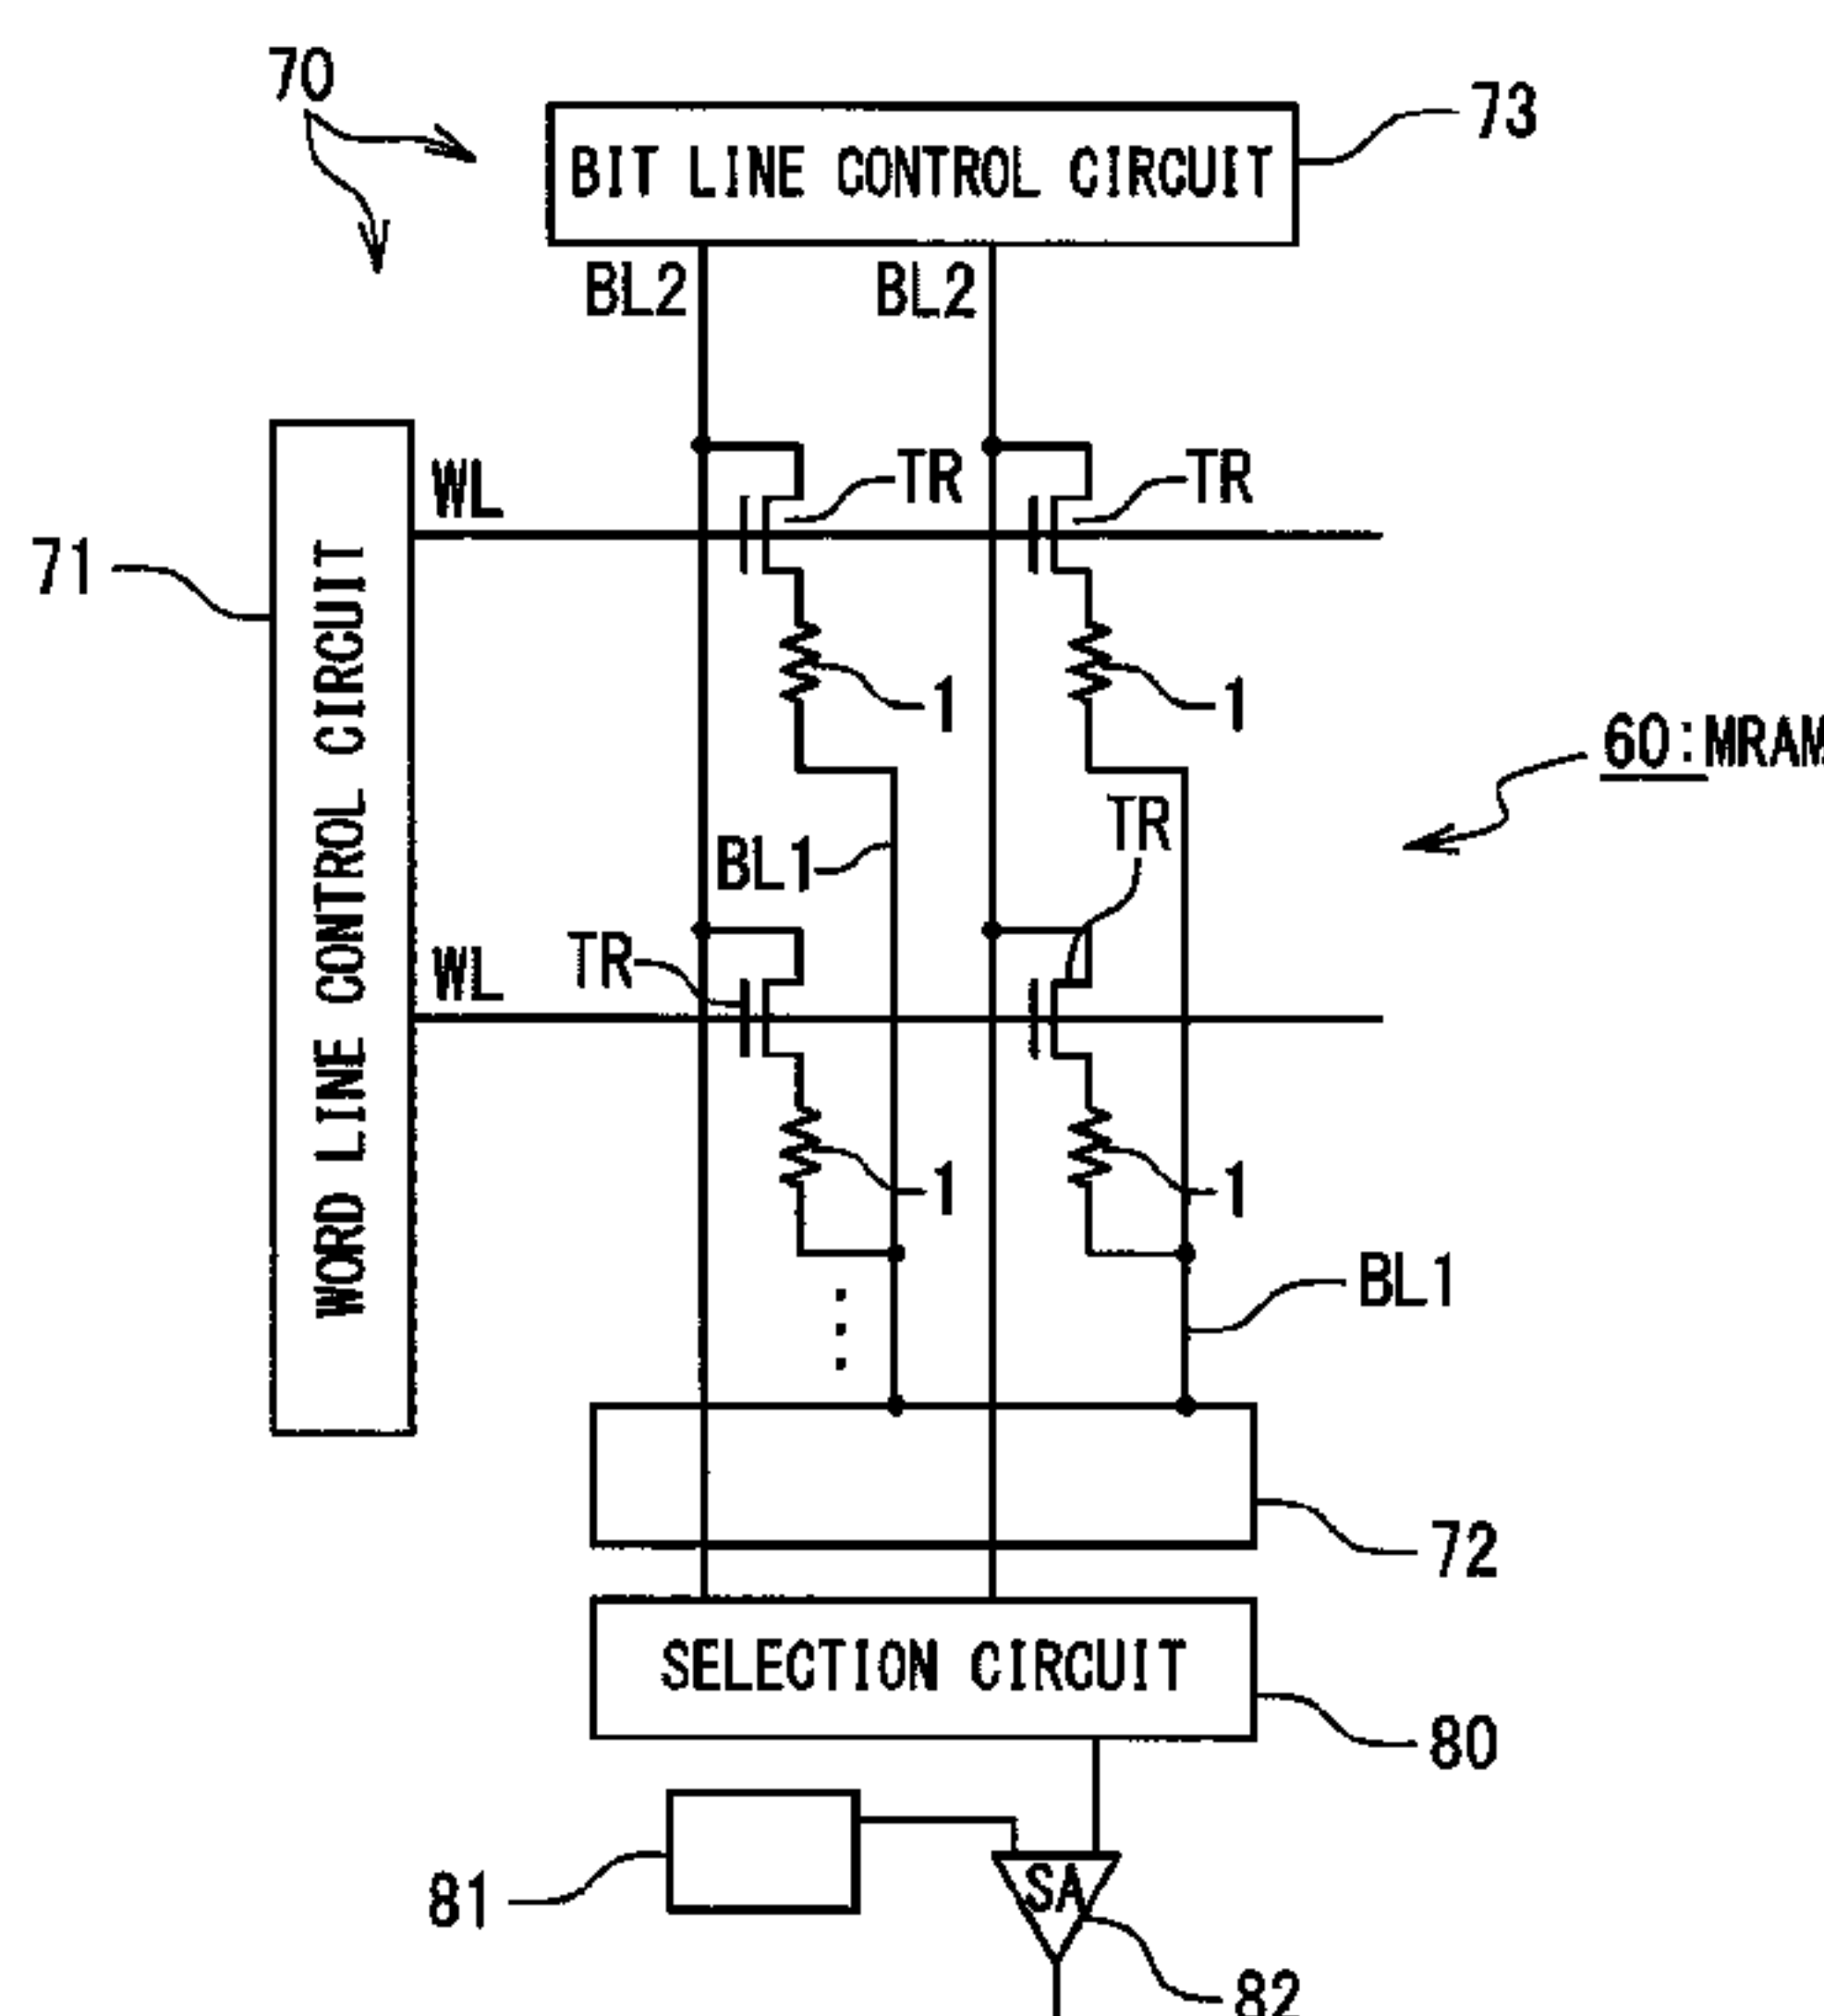 70
73
BIT LINE CONTROL CIRCUIT
BL2
BL2
WL
TR
TR
71
WORD LINE CONTROL CIRCUIT
1
1
60:MRAM
TR
BL1
TR
WL
1
1
BL1
72
SELECTION CIRCUIT
80
81
SA
82